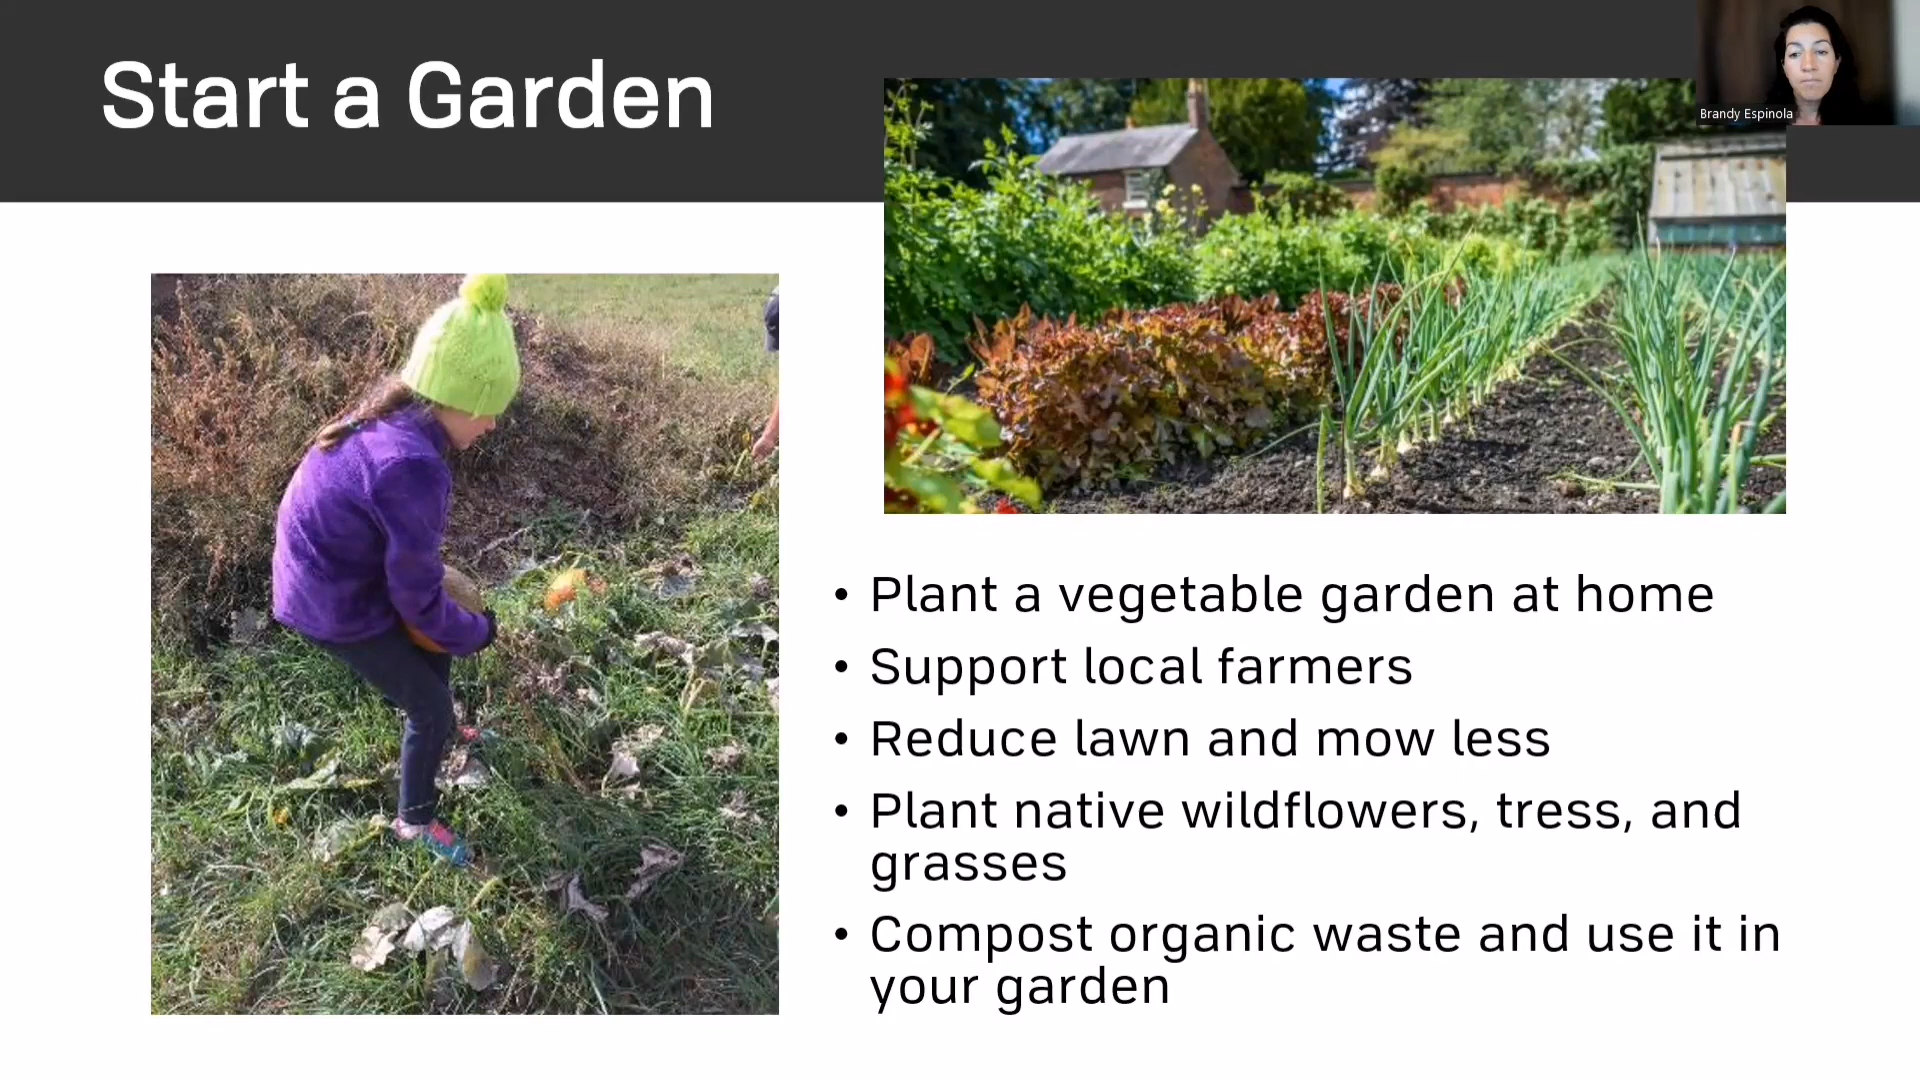 Start a Garden
Brandy Espinola
• Plant a vegetable garden at home
• Support local farmers
• Reduce lawn and mow less
• Plant native wildflowers, tress, and
grasses
• Compost organic waste and use it in
your garden